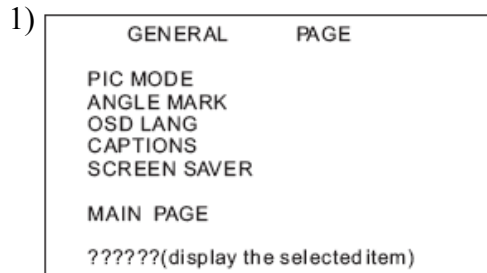 1)
GENERAL PAGE
PIC MODE
ANGLE MARK
OSD LANG
CAPTIONS
SCREEN SAVER
MAIN PAGE
??????(display the selected item)